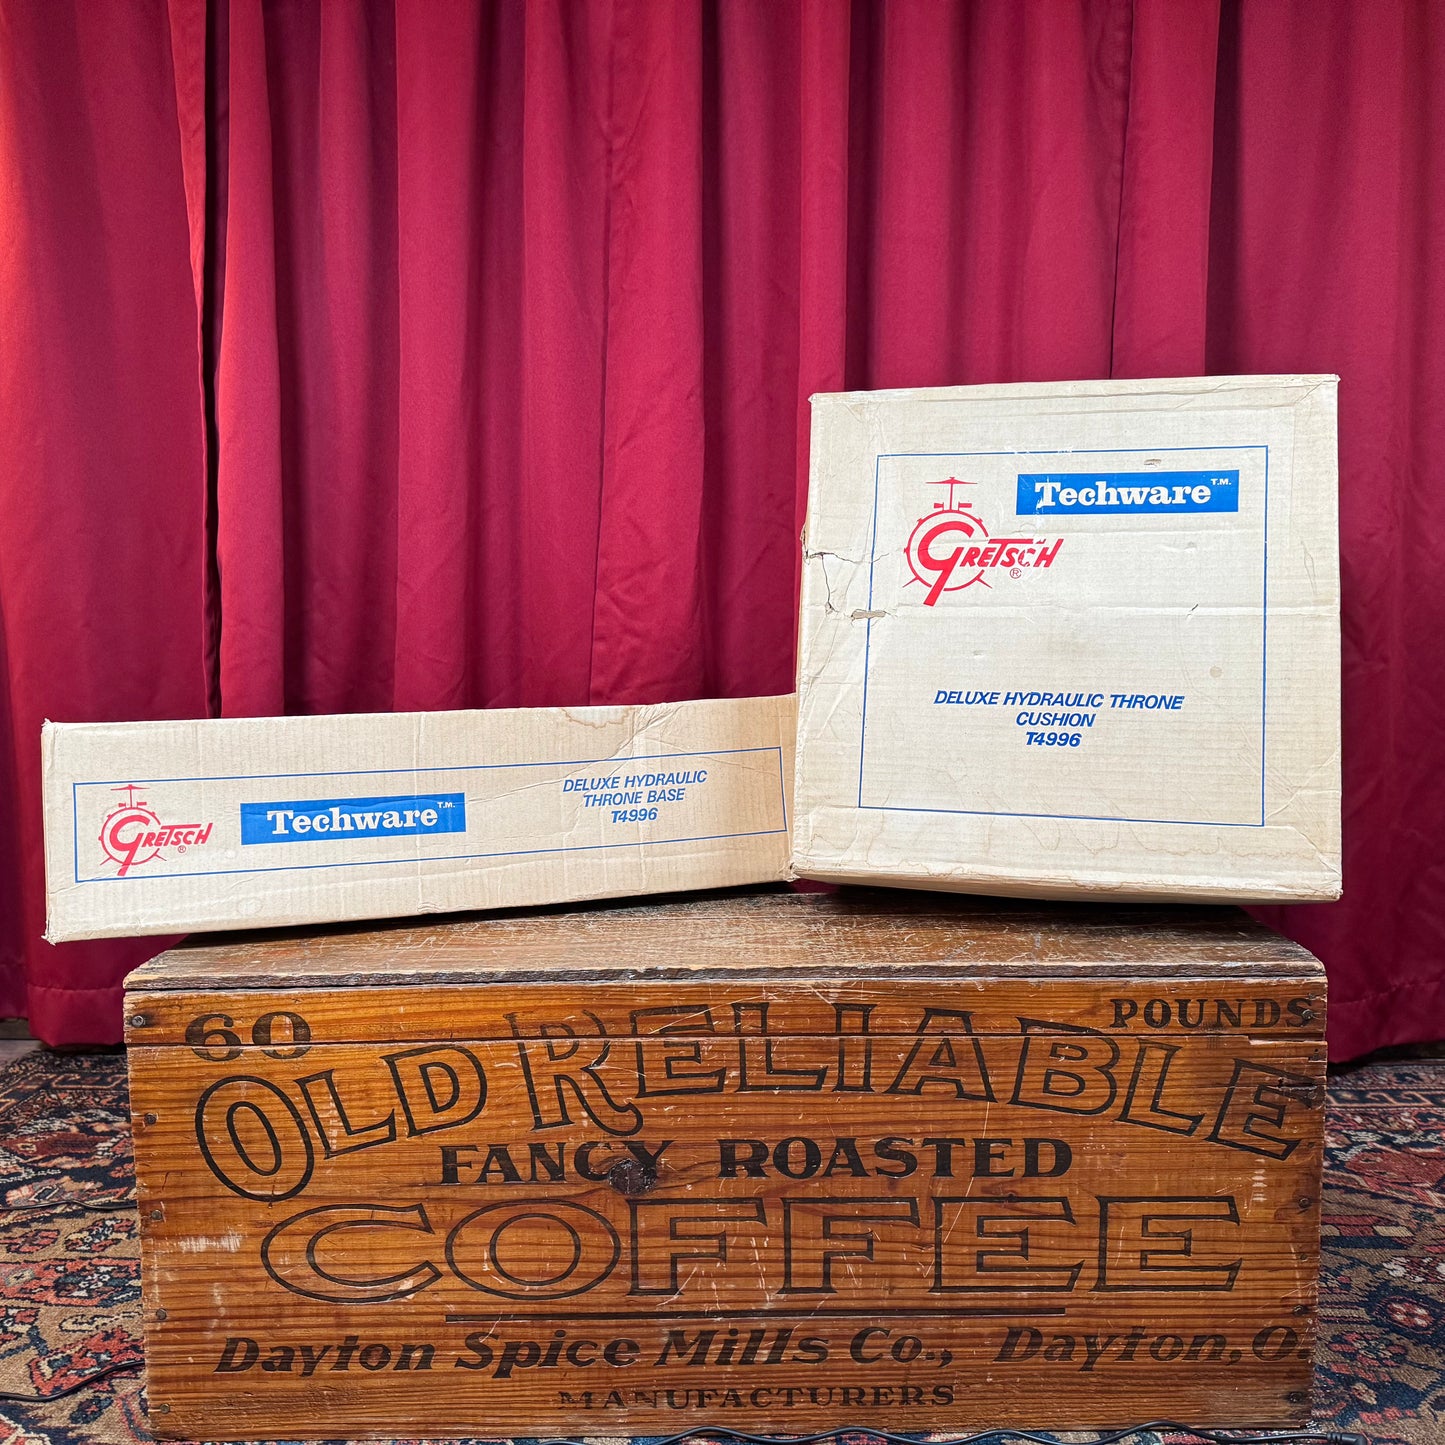 Gretsch ®
Techware T.M.
DELUXE HYDRAULIC
THRONE BASE
T4996
Techware T.M.
Gretsch ®
DELUXE HYDRAULIC THRONE
CUSHION
T4996
60 POUNDS
OLD RELIABLE
FANCY ROASTED
COFFEE
Dayton Spice Mills Co., Dayton, O.
MANUFACTURERS